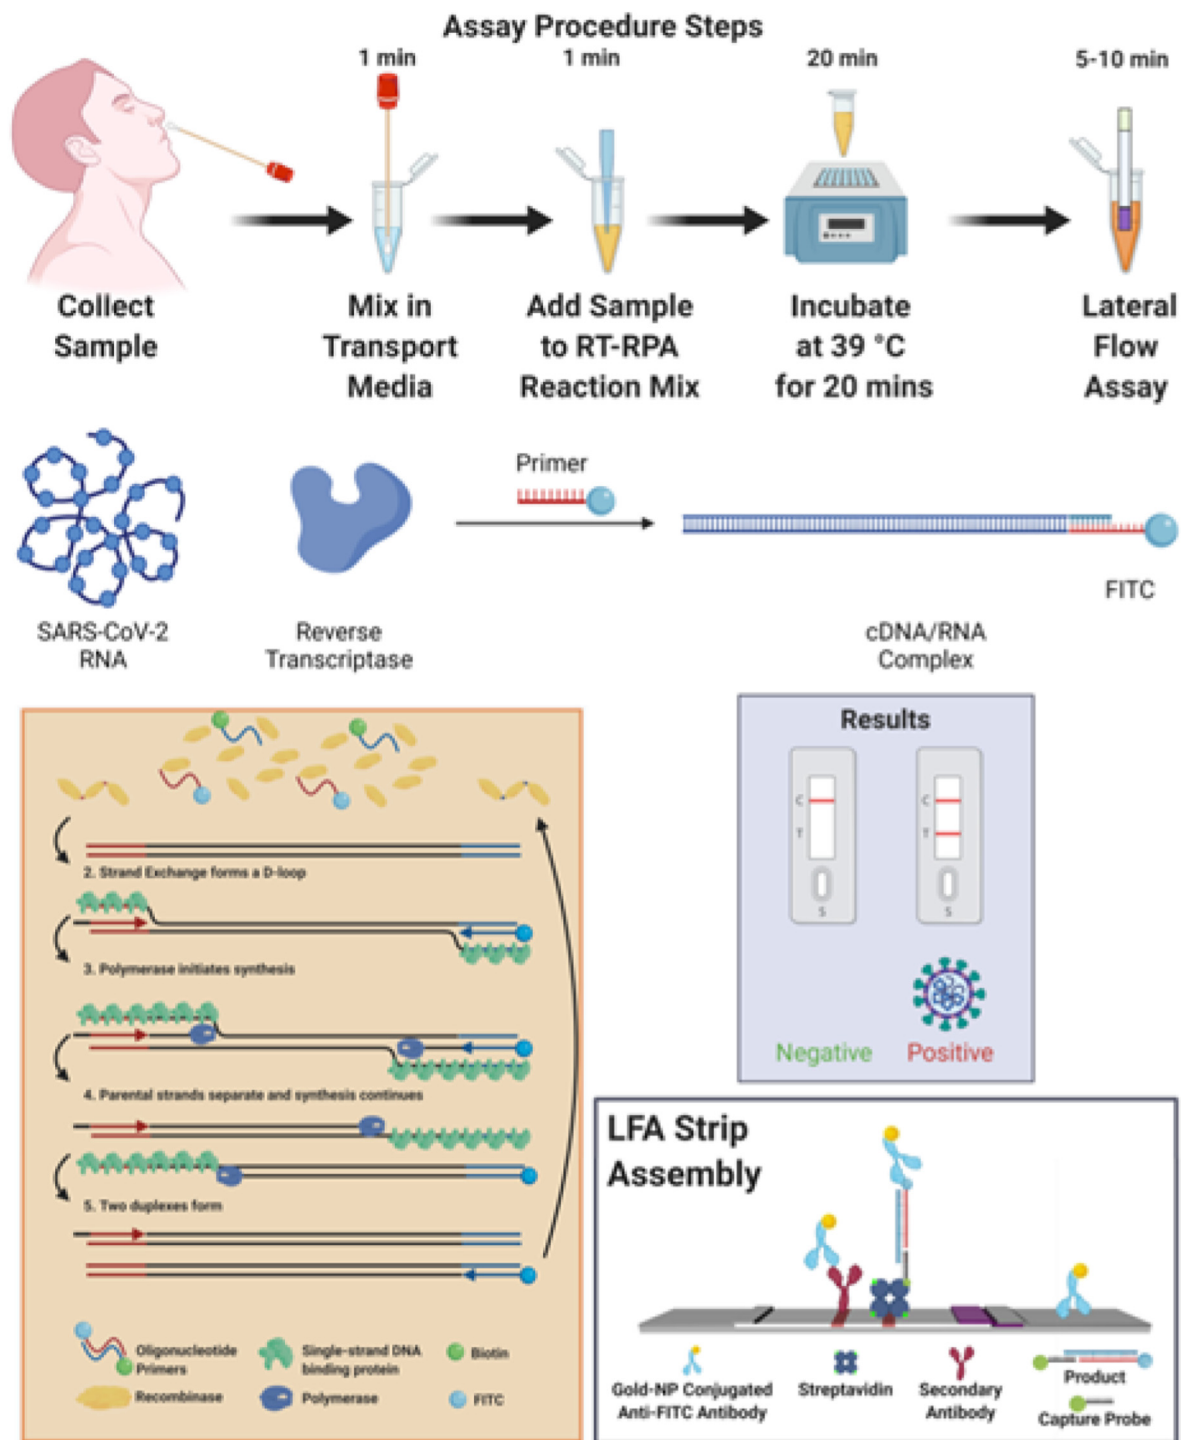 Assay Procedure Steps
1 min
1 min
20 min
5-10 min
Collect
Sample
Mix in
Transport
Media
Add Sample
to RT-RPA
Reaction Mix
Incubate
at 39 °C
for 20 mins
Lateral
Flow
Assay
SARS-CoV-2
RNA
Reverse
Transcriptase
Primer
FITC
cDNA/RNA
Complex
2. Strand Exchange forms a D-loop
3. Polymerase initiates synthesis
4. Parental strands separate and synthesis continues
5. Two duplexes form
Oligonucleotide
Primers
Single-strand DNA
binding protein
Biotin
Recombinase
Polymerase
FITC
Results
C
T
S
C
T
S
Negative
Positive
LFA Strip
Assembly
Gold-NP Conjugated
Anti-FITC Antibody
Streptavidin
Secondary
Antibody
Product
Capture Probe